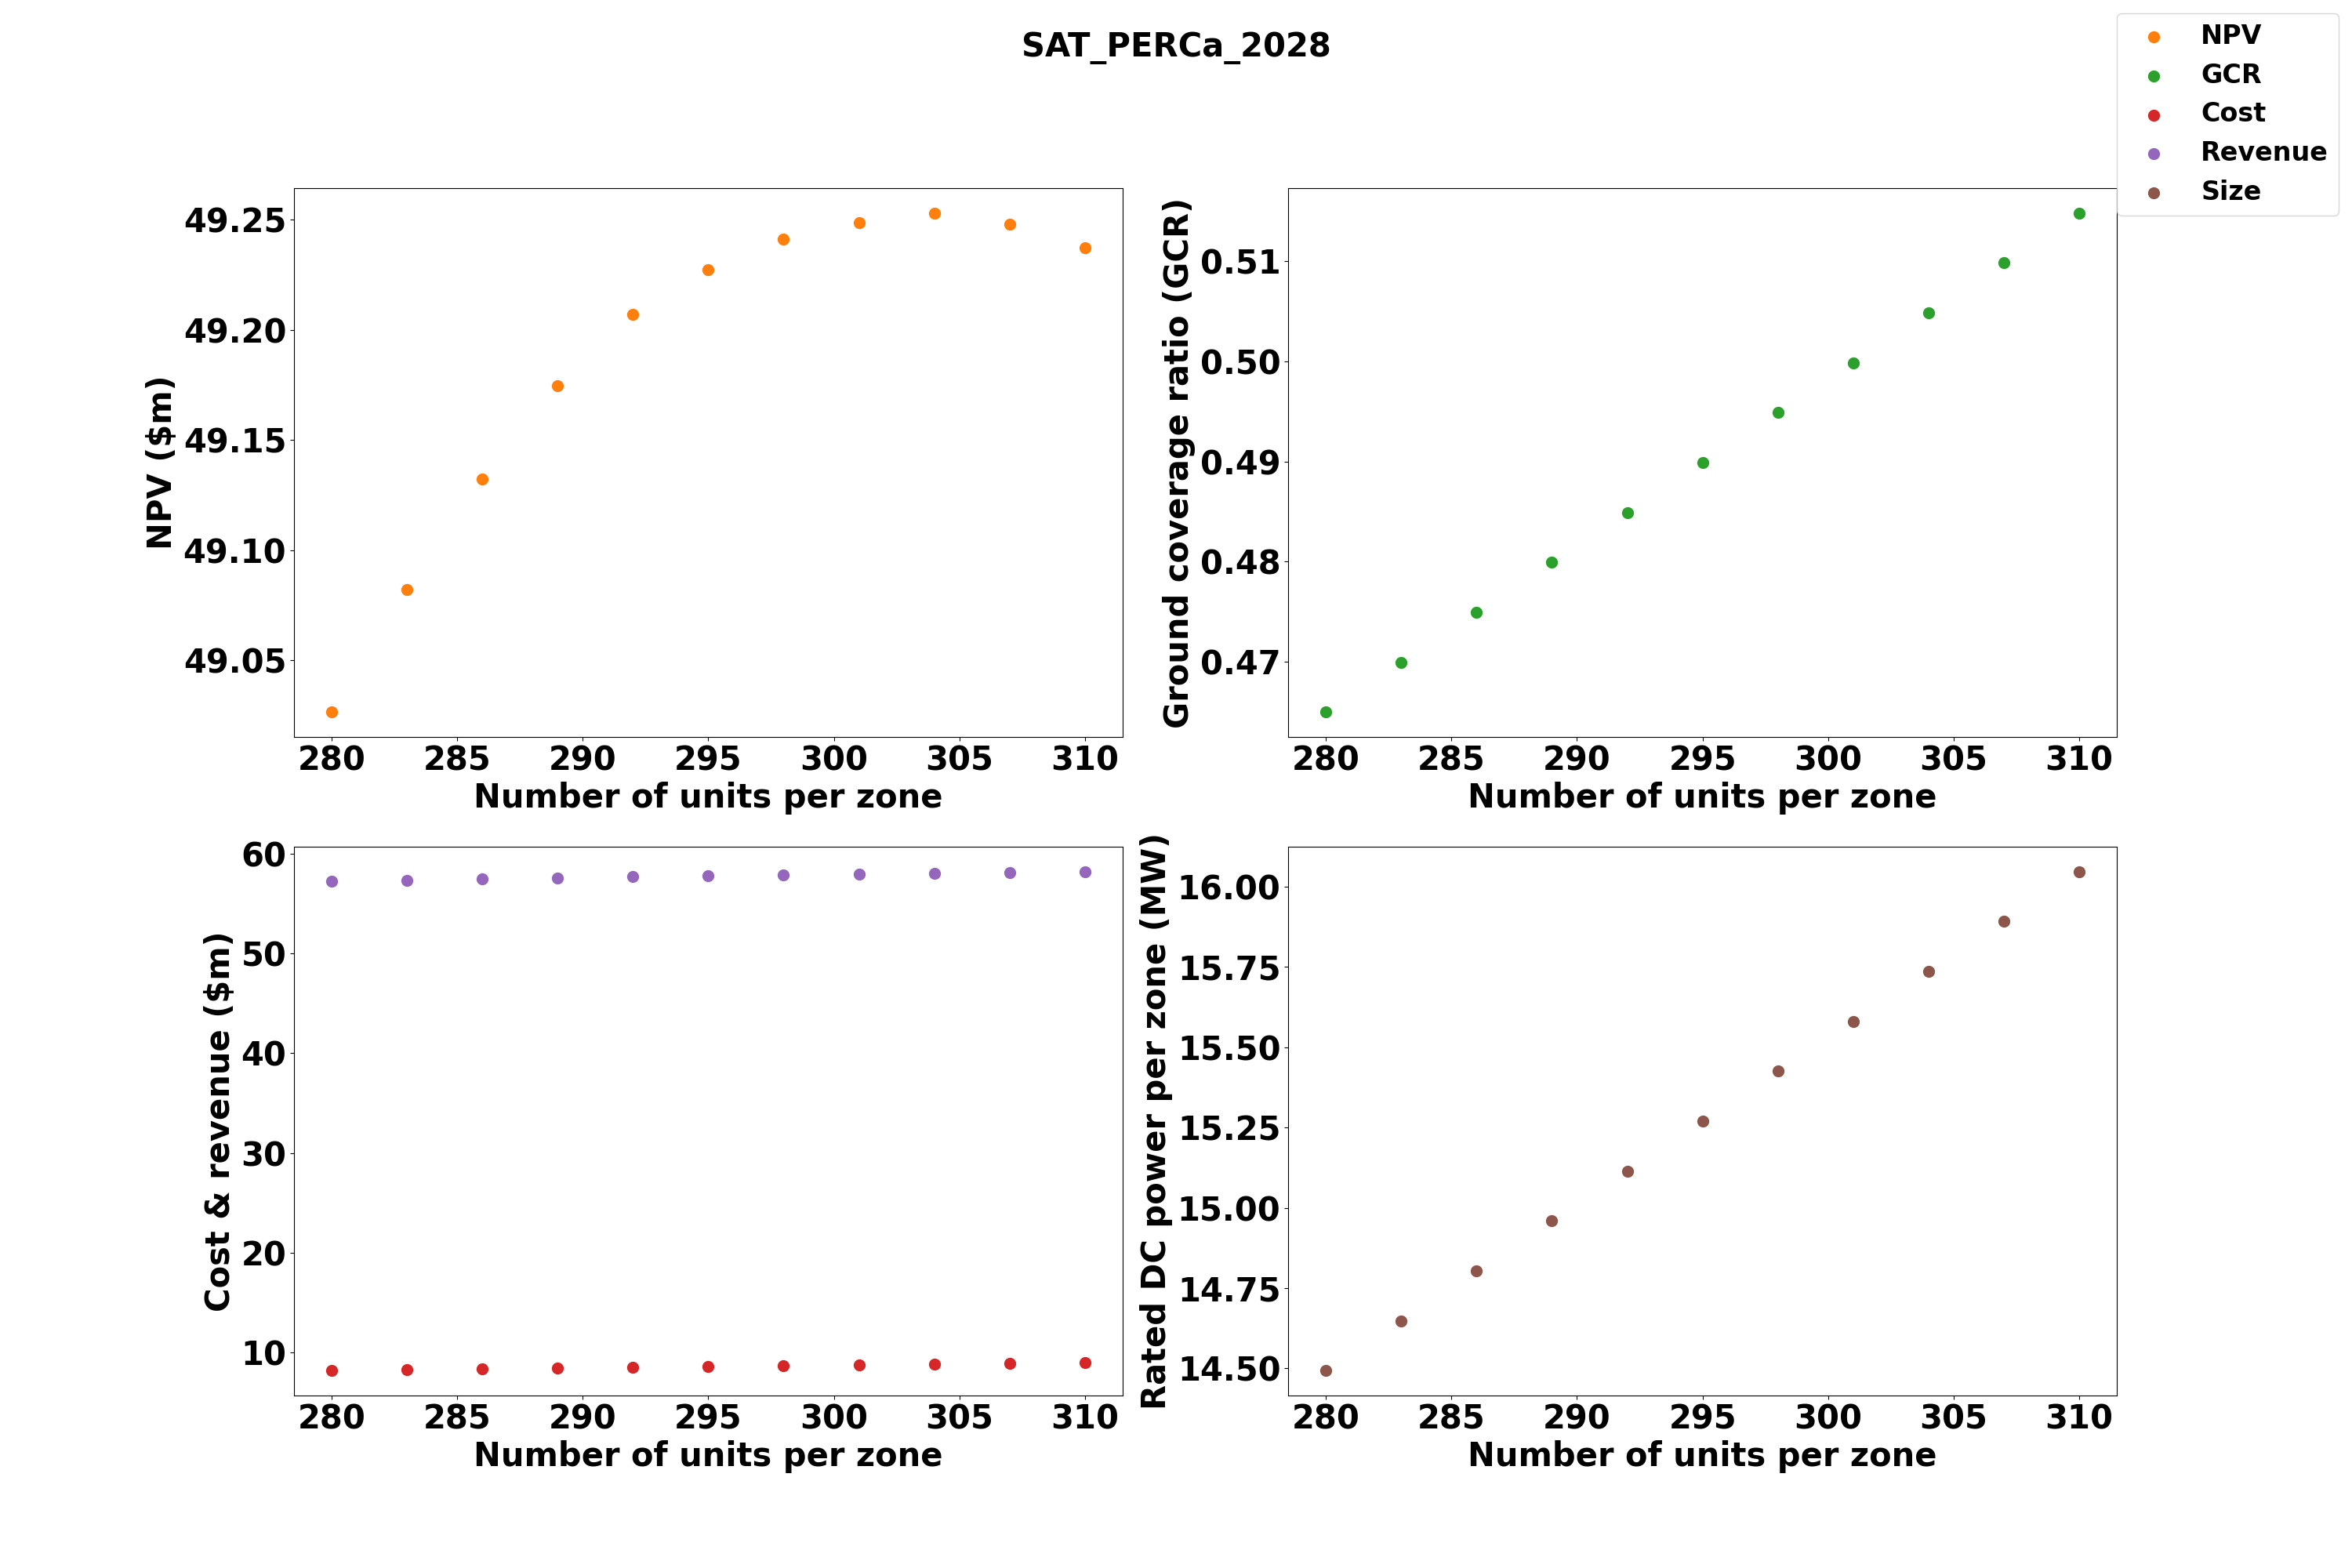 SAT_PERCa_2028
NPV
GCR
Cost
Revenue
Size
NPV ($m)
49.25
49.20
49.15
49.10
49.05
280 285 290 295 300 305 310
Number of units per zone
Ground coverage ratio (GCR)
0.51
0.50
0.49
0.48
0.47
280 285 290 295 300 305 310
Number of units per zone
Cost & revenue ($m)
60
50
40
30
20
10
280 285 290 295 300 305 310
Number of units per zone
Rated DC power per zone (MW)
16.00
15.75
15.50
15.25
15.00
14.75
14.50
280 285 290 295 300 305 310
Number of units per zone